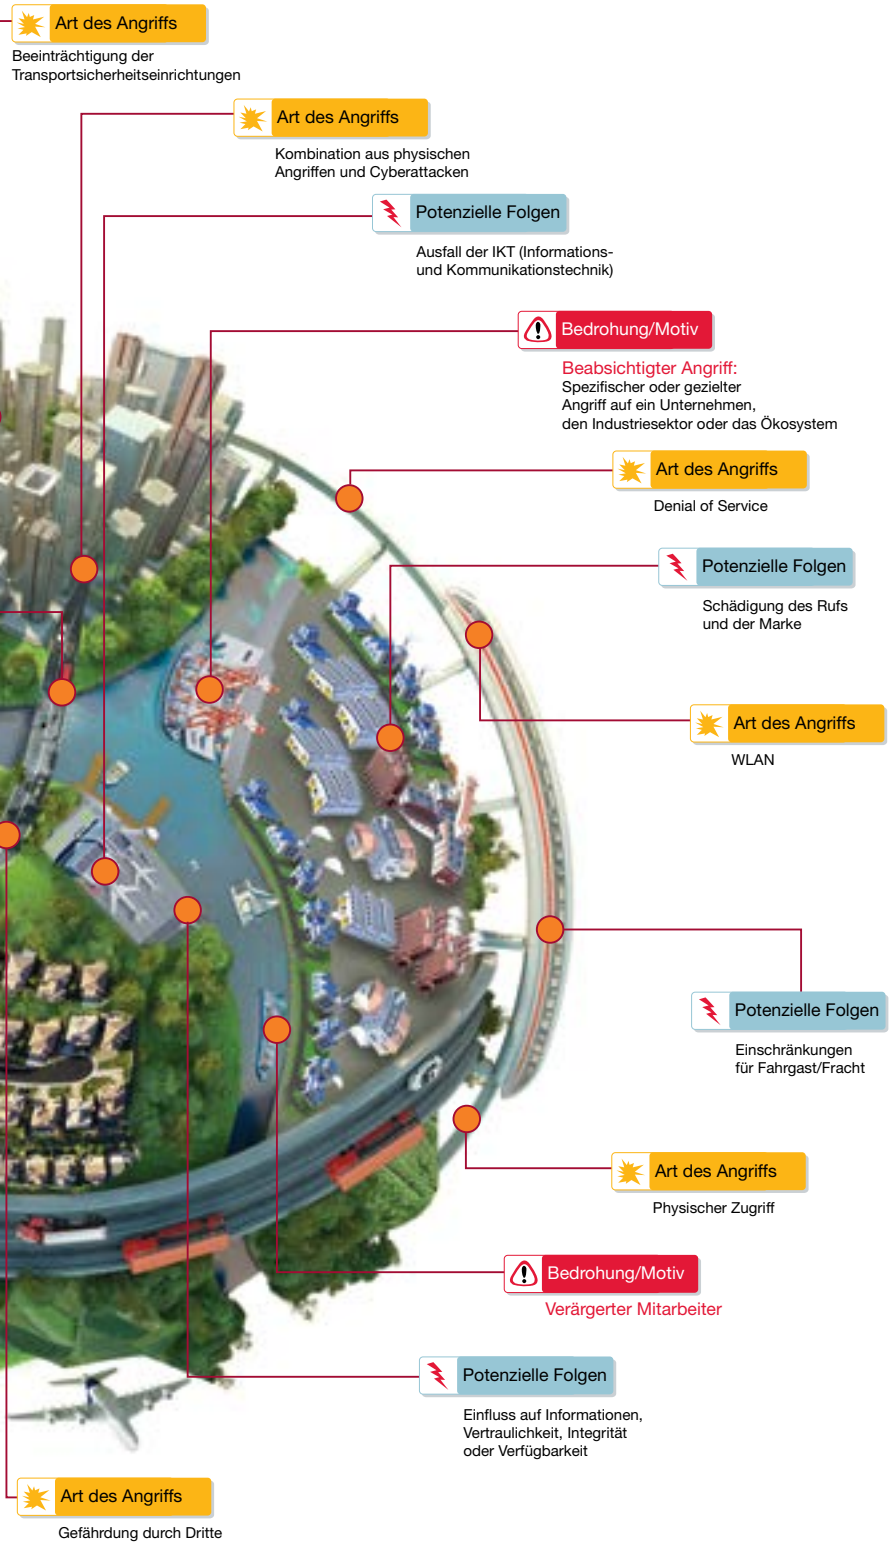 Art des Angriffs
Beeinträchtigung der
Transportsicherheitseinrichtungen
Art des Angriffs
Kombination aus physischen
Angriffen und Cyberattacken
Potenzielle Folgen
Ausfall der IKT (Informations-
und Kommunikationstechnik)
Bedrohung/Motiv
Beabsichtigter Angriff:
Spezifischer oder gezielter
Angriff auf ein Unternehmen,
den Industriesektor oder das Ökosystem
Art des Angriffs
Denial of Service
Potenzielle Folgen
Schädigung des Rufs
und der Marke
Art des Angriffs
WLAN
Potenzielle Folgen
Einschränkungen
für Fahrgast/Fracht
Art des Angriffs
Physischer Zugriff
Bedrohung/Motiv
Verärgerter Mitarbeiter
Potenzielle Folgen
Einfluss auf Informationen,
Vertraulichkeit, Integrität
oder Verfügbarkeit
Art des Angriffs
Gefährdung durch Dritte